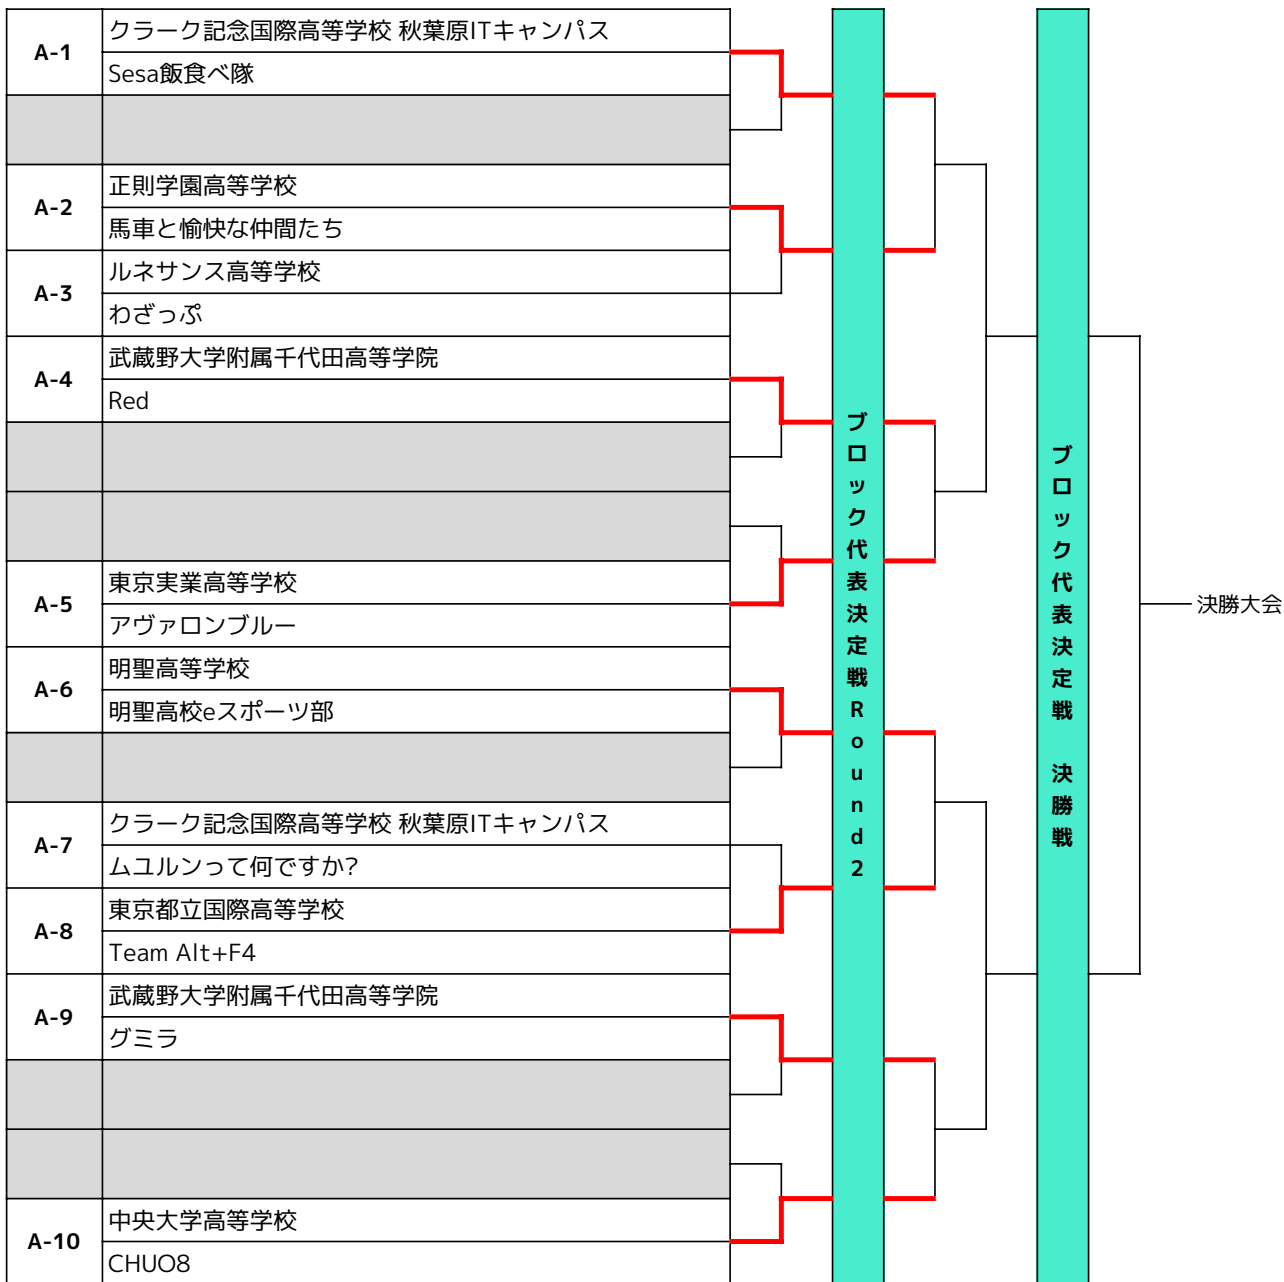 A-1
クラーク記念国際高等学校 秋葉原ITキャンパス
Sesa飯食べ隊
A-2
正則学園高等学校
馬車と愉快な仲間たち
A-3
ルネサンス高等学校
わざっぷ
A-4
武蔵野大学附属千代田高等学院
Red
A-5
東京実業高等学校
アヴァロンブルー
A-6
明聖高等学校
明聖高校eスポーツ部
A-7
クラーク記念国際高等学校 秋葉原ITキャンパス
ムユルンって何ですか?
A-8
東京都立国際高等学校
Team Alt+F4
A-9
武蔵野大学附属千代田高等学院
グミラ
A-10
中央大学高等学校
CHUO8
ブロック代表決定戦Round2
ブロック代表決定戦 決勝戦
決勝大会